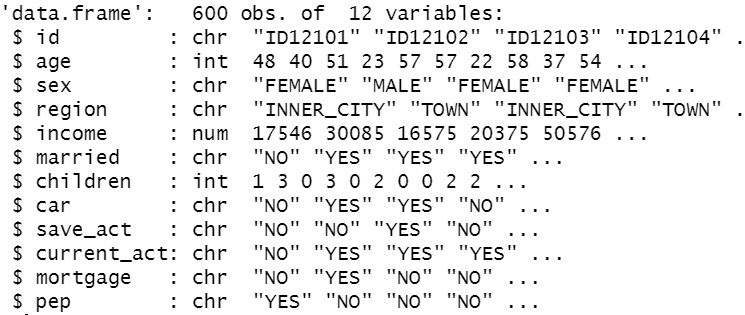 'data.frame':   600 obs. of  12 variables:
 $ id         : chr  "ID12101" "ID12102" "ID12103" "ID12104" .
 $ age        : int  48 40 51 23 57 57 22 58 37 54 ...
 $ sex        : chr  "FEMALE" "MALE" "FEMALE" "FEMALE" ...
 $ region     : chr  "INNER_CITY" "TOWN" "INNER_CITY" "TOWN" .
 $ income     : num  17546 30085 16575 20375 50576 ...
 $ married    : chr  "NO" "YES" "YES" "YES" ...
 $ children   : int  1 3 0 3 0 2 0 0 2 2 ...
 $ car        : chr  "NO" "YES" "YES" "NO" ...
 $ save_act   : chr  "NO" "NO" "YES" "NO" ...
 $ current_act: chr  "NO" "YES" "YES" "YES" ...
 $ mortgage   : chr  "NO" "YES" "NO" "NO" ...
 $ pep        : chr  "YES" "NO" "NO" "NO" ...